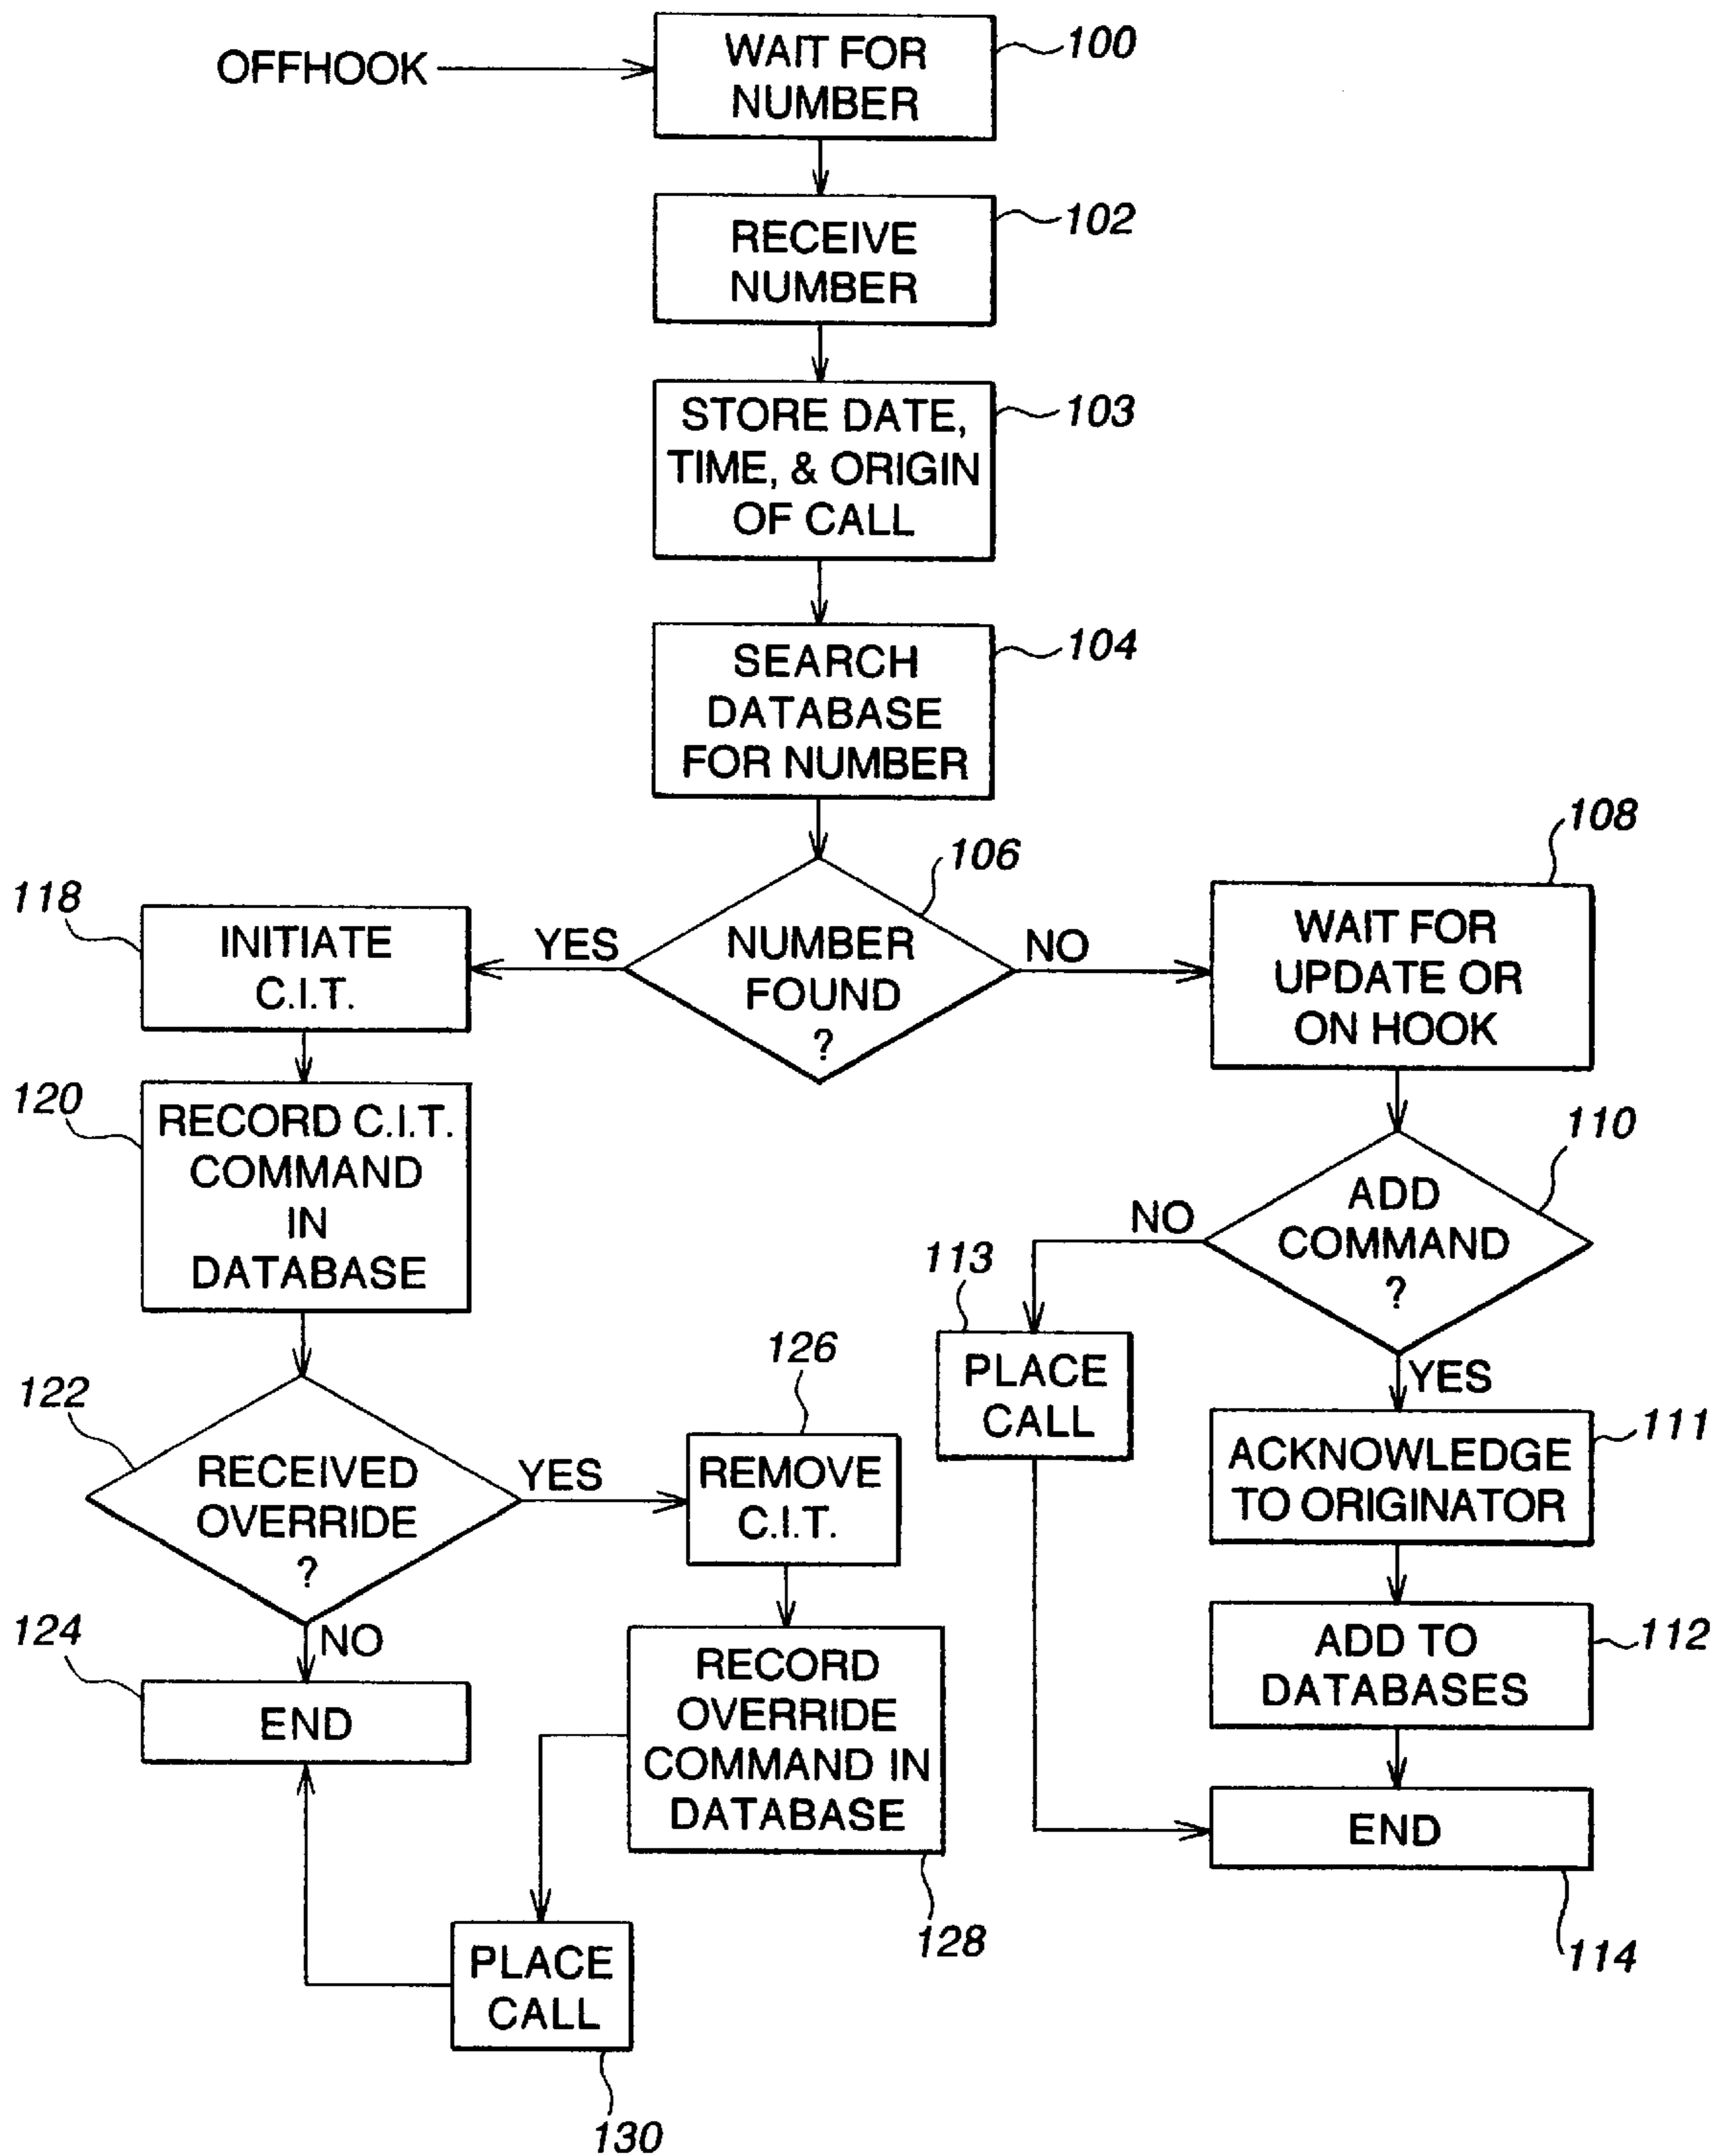 OFFHOOK
WAIT FOR
NUMBER
100
RECEIVE
NUMBER
102
STORE DATE,
TIME, & ORIGIN
OF CALL
103
SEARCH
DATABASE
FOR NUMBER
104
NUMBER
FOUND
?
106
YES
NO
118
INITIATE
C.I.T.
120
RECORD C.I.T.
COMMAND
IN
DATABASE
122
RECEIVED
OVERRIDE
?
YES
NO
124
END
126
REMOVE
C.I.T.
RECORD
OVERRIDE
COMMAND IN
DATABASE
128
PLACE
CALL
130
108
WAIT FOR
UPDATE OR
ON HOOK
110
ADD
COMMAND
?
NO
YES
113
PLACE
CALL
ACKNOWLEDGE
TO ORIGINATOR
111
ADD TO
DATABASES
112
END
114